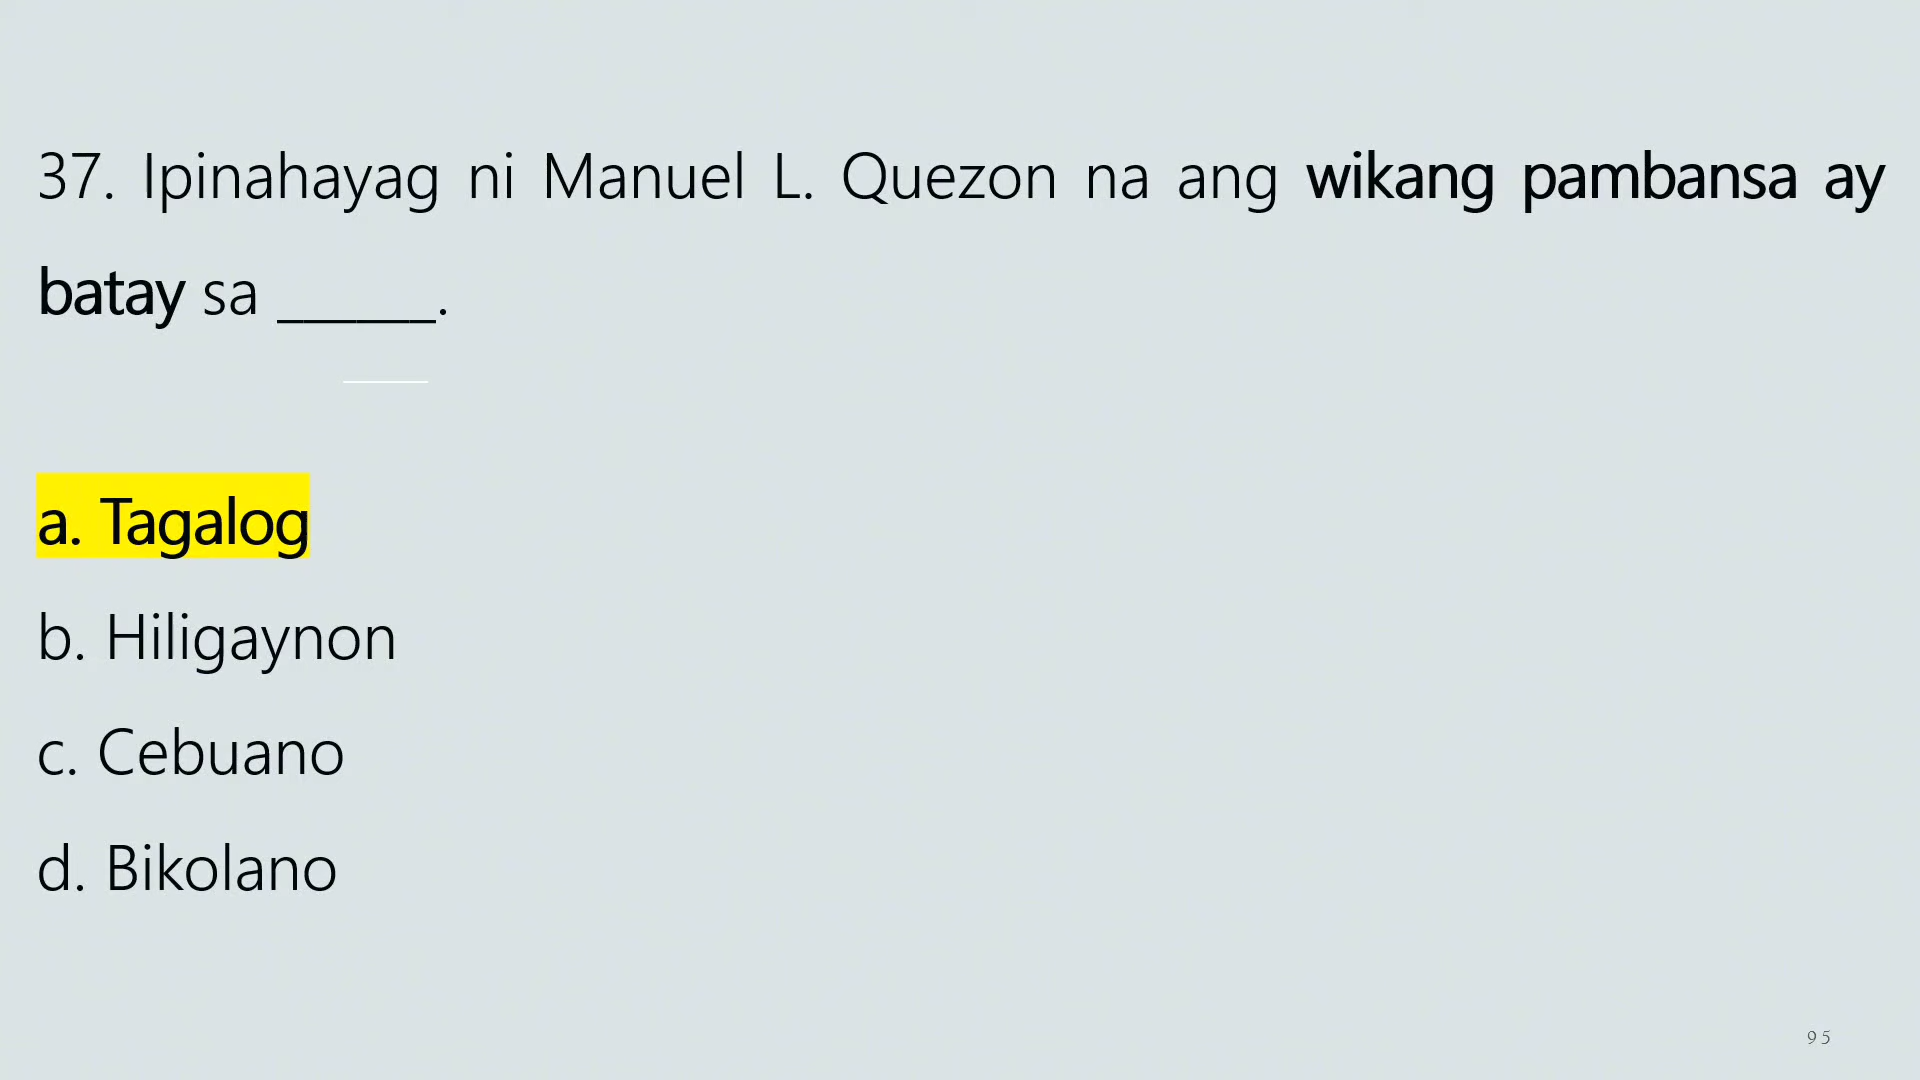 37. Ipinahayag ni Manuel L. Quezon na ang wikang pambansa ay
batay sa ______.
a. Tagalog
b. Hiligaynon
c. Cebuano
d. Bikolano
95